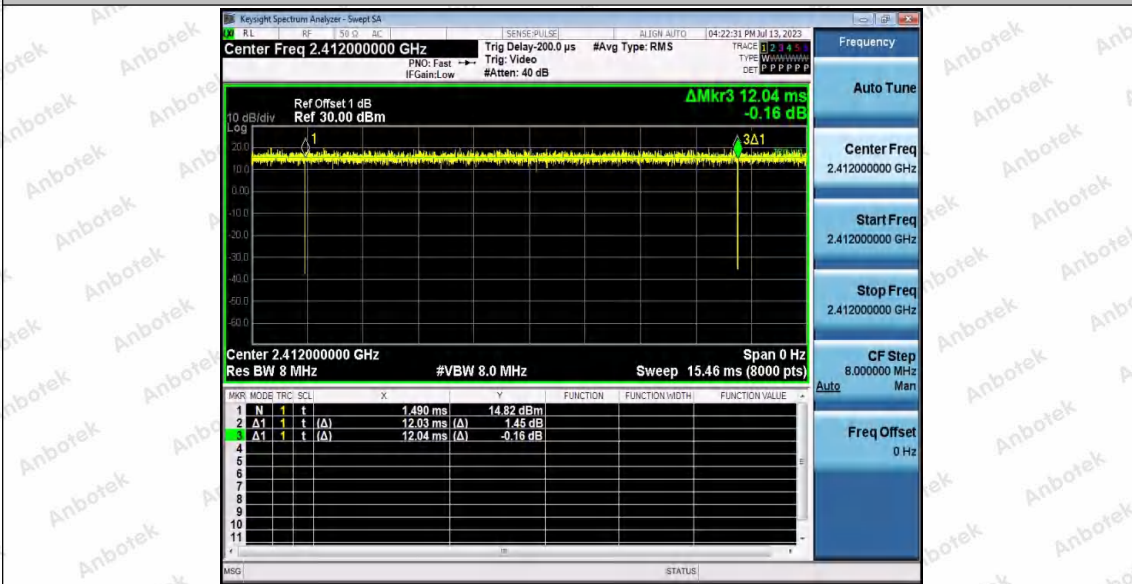 Keysight Spectrum Analyzer - Swept SA
RL RF 50 Ω AC SENSE:PULSE ALIGN AUTO 04:22:31 PM Jul 13, 2023
Center Freq 2.412000000 GHz
PNO: Fast
IFGain:Low
Trig Delay-200.0 µs
Trig: Video
#Atten: 40 dB
#Avg Type: RMS
TRACE 1 2 3 4 5 6
TYPE WWWWWW
DET P P P P P P
Frequency
Auto Tune
Center Freq
2.412000000 GHz
Start Freq
2.412000000 GHz
Stop Freq
2.412000000 GHz
CF Step
8.000000 MHz
Auto Man
Freq Offset
0 Hz
ΔMkr3 12.04 ms
-0.16 dB
Ref Offset 1 dB
10 dB/div Ref 30.00 dBm
Log
1
3Δ1
20.0
10.0
0.00
-10.0
-20.0
-30.0
-40.0
-50.0
-60.0
Center 2.412000000 GHz Span 0 Hz
Res BW 8 MHz #VBW 8.0 MHz Sweep 15.46 ms (8000 pts)
MKR MODE TRC SCL X Y FUNCTION FUNCTION WIDTH FUNCTION VALUE
1 N 1 t 1.490 ms 14.82 dBm
2 Δ1 1 t (Δ) 12.03 ms (Δ) 1.45 dB
3 Δ1 1 t (Δ) 12.04 ms (Δ) -0.16 dB
4
5
6
7
8
9
10
11
MSG STATUS
Anbotek